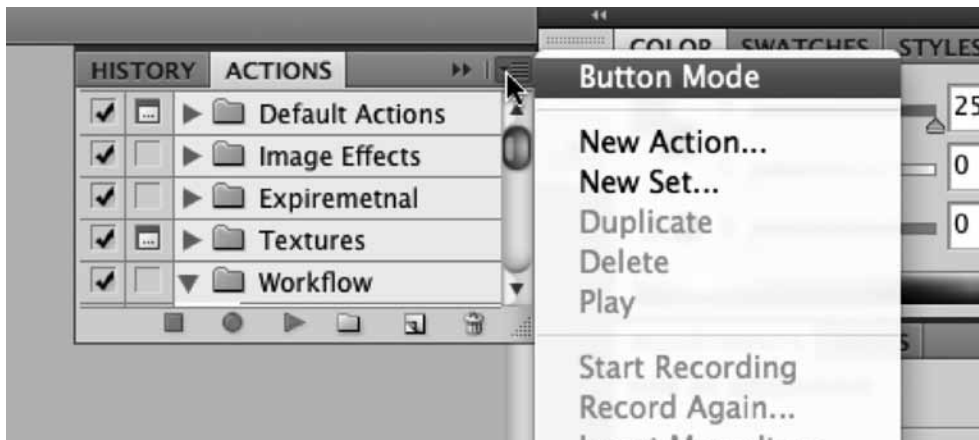 HISTORY ACTIONS
Default Actions
Image Effects
Expiremetnal
Textures
Workflow
COLOR SWATCHES STYLES
Button Mode
New Action...
New Set...
Duplicate
Delete
Play
Start Recording
Record Again...
25
0
0